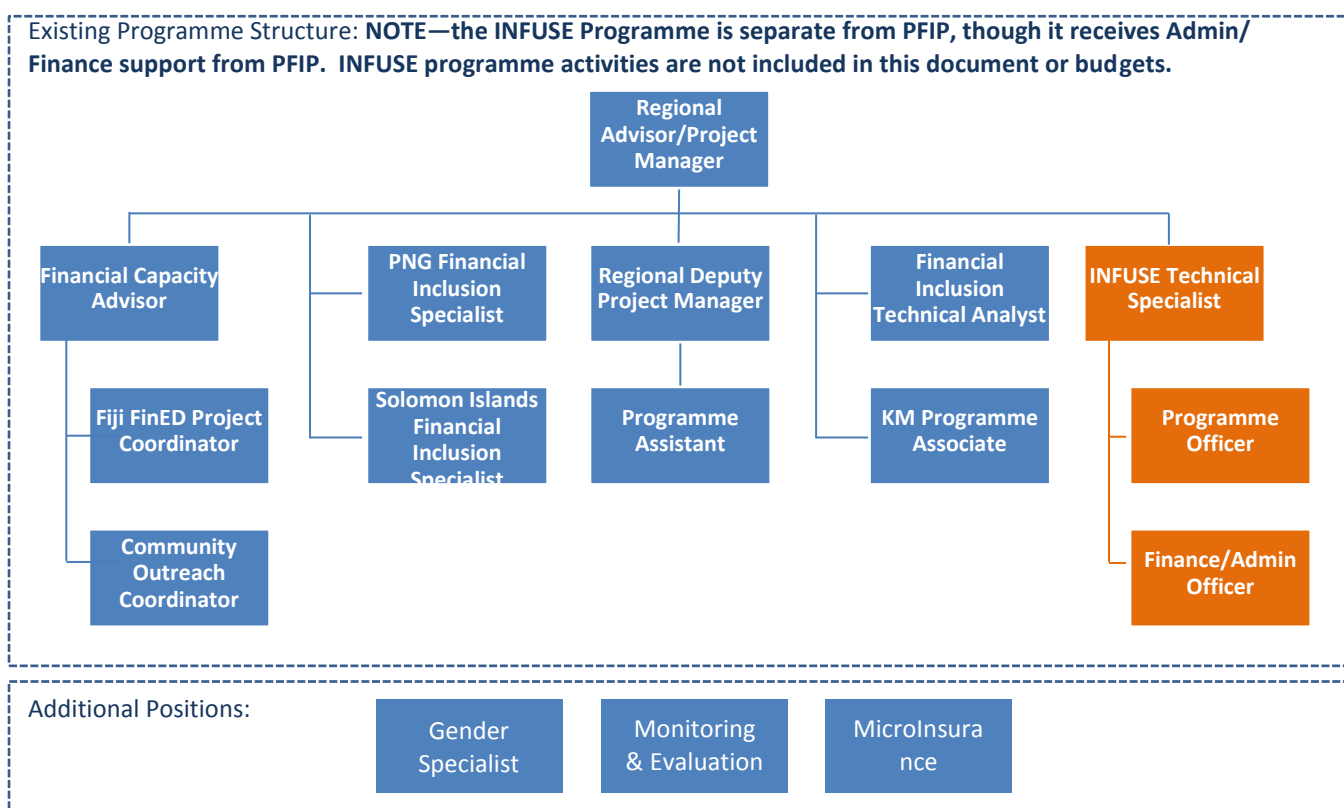 Existing Programme Structure: NOTE—the INFUSE Programme is separate from PFIP, though it receives Admin/
Finance support from PFIP. INFUSE programme activities are not included in this document or budgets.
Regional
Advisor/Project
Manager
Financial Capacity
Advisor
PNG Financial
Inclusion
Specialist
Regional Deputy
Project Manager
Financial
Inclusion
Technical Analyst
INFUSE Technical
Specialist
Fiji FinED Project
Coordinator
Solomon Islands
Financial
Inclusion
Specialist
Programme
Assistant
KM Programme
Associate
Programme
Officer
Community
Outreach
Coordinator
Finance/Admin
Officer
Additional Positions:
Gender
Specialist
Monitoring
& Evaluation
MicroInsura
nce